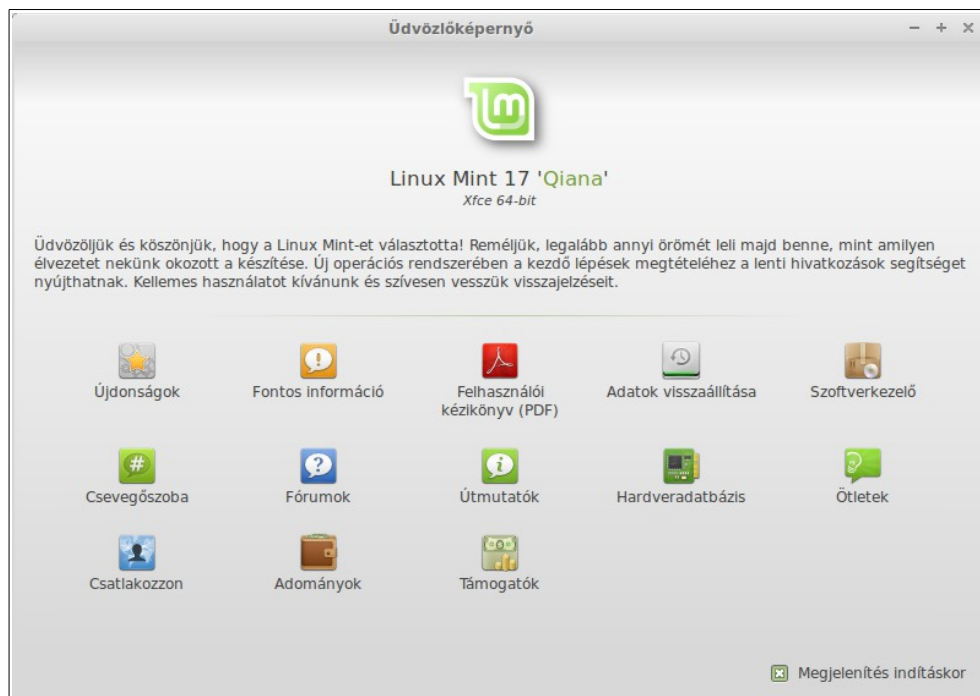 Üdvözlőképernyő
Linux Mint 17 'Qiana'
Xfce 64-bit
Üdvözöljük és köszönjük, hogy a Linux Mint-et választotta! Reméljük, legalább annyi örömét leli majd benne, mint amilyen
élvezetet nekünk okozott a készítése. Új operációs rendszerében a kezdő lépések megtételéhez a lenti hivatkozások segítséget
nyújthatnak. Kellemes használatot kívánunk és szívesen vesszük visszajelzéseit.
Újdonságok
Fontos információ
Felhasználói
kézikönyv (PDF)
Adatok visszaállítása
Szoftverkezelő
Csevegőszoba
Fórumok
Útmutatók
Hardveradatbázis
Ötletek
Csatlakozzon
Adományok
Támogatók
Megjelenítés indításkor